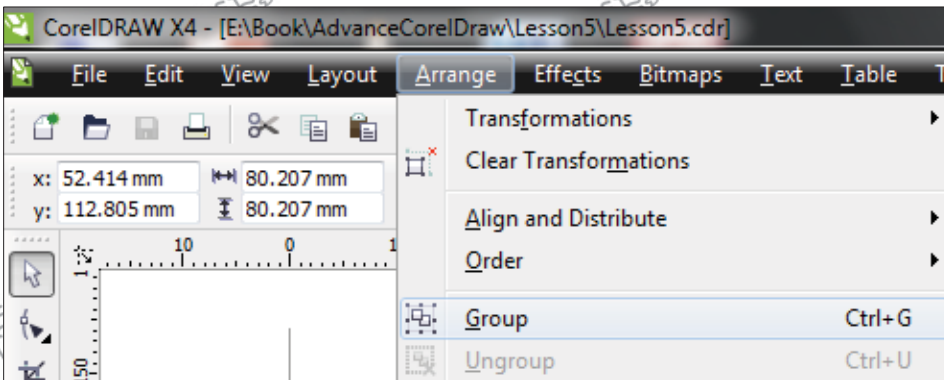 CorelDRAW X4 - [E:\Book\AdvanceCorelDraw\Lesson5\Lesson5.cdr]
File Edit View Layout Arrange Effects Bitmaps Text Table
Transformations
Clear Transformations
x: 52.414 mm 80.207 mm
y: 112.805 mm 80.207 mm
Align and Distribute
10 0 1
Order
Group Ctrl+G
Ungroup Ctrl+U
150